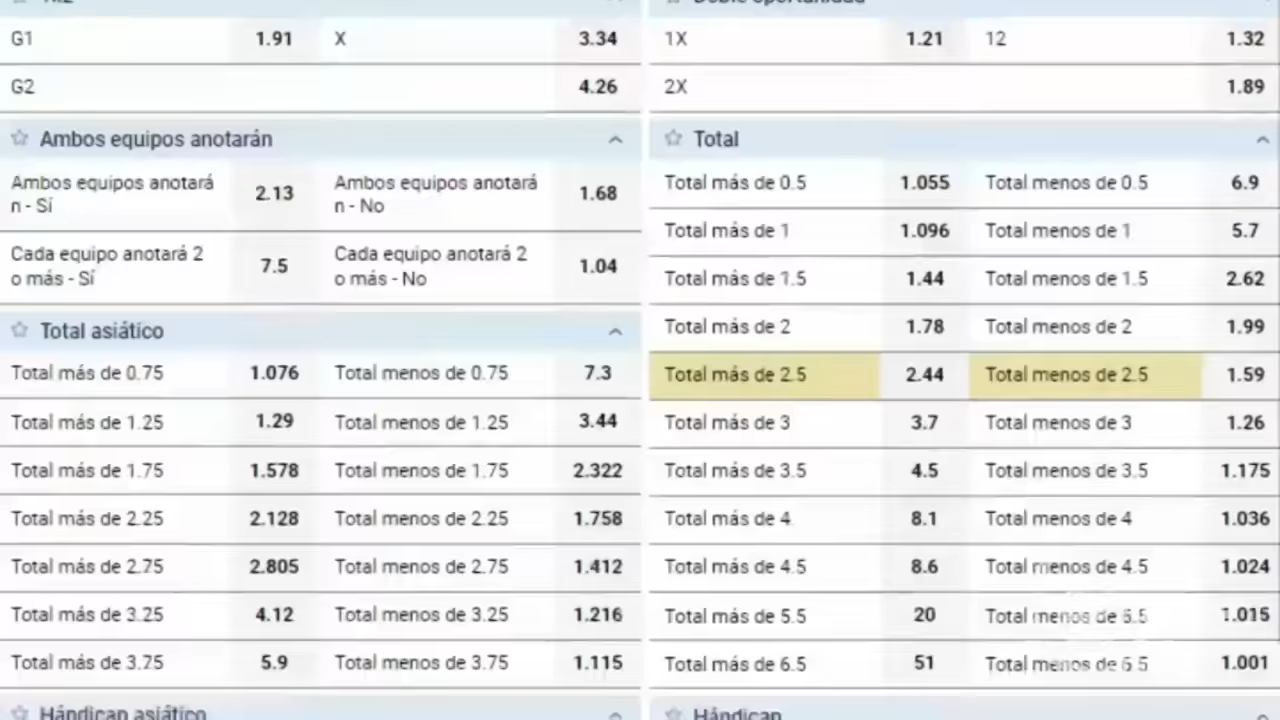 1X2
G1 1.91 X 3.34
G2 4.26
Ambos equipos anotarán
Ambos equipos anotará
n - Sí 2.13
Ambos equipos anotará
n - No 1.68
Cada equipo anotará 2
o más - Sí 7.5
Cada equipo anotará 2
o más - No 1.04
Total asiático
Total más de 0.75 1.076 Total menos de 0.75 7.3
Total más de 1.25 1.29 Total menos de 1.25 3.44
Total más de 1.75 1.578 Total menos de 1.75 2.322
Total más de 2.25 2.128 Total menos de 2.25 1.758
Total más de 2.75 2.805 Total menos de 2.75 1.412
Total más de 3.25 4.12 Total menos de 3.25 1.216
Total más de 3.75 5.9 Total menos de 3.75 1.115
Hándicap asiático
Doble oportunidad
1X 1.21 12 1.32
2X 1.89
Total
Total más de 0.5 1.055 Total menos de 0.5 6.9
Total más de 1 1.096 Total menos de 1 5.7
Total más de 1.5 1.44 Total menos de 1.5 2.62
Total más de 2 1.78 Total menos de 2 1.99
Total más de 2.5 2.44 Total menos de 2.5 1.59
Total más de 3 3.7 Total menos de 3 1.26
Total más de 3.5 4.5 Total menos de 3.5 1.175
Total más de 4 8.1 Total menos de 4 1.036
Total más de 4.5 8.6 Total menos de 4.5 1.024
Total más de 5.5 20 Total menos de 5.5 1.015
Total más de 6.5 51 Total menos de 6.5 1.001
Hándicap